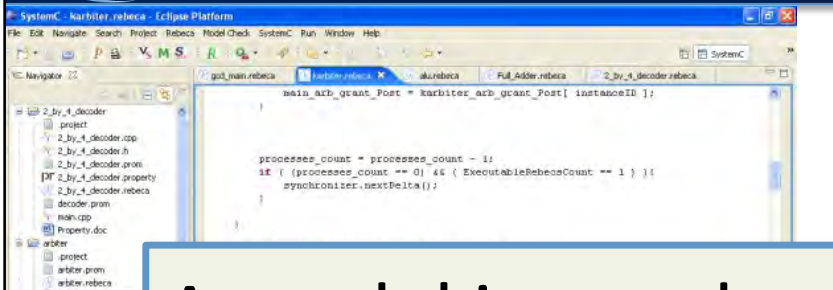 SystemC - karbiter.rebeca - Eclipse Platform
File Edit Navigate Search Project Rebeca Model Check SystemC Run Window Help
SystemC
Navigator
god_main.rebeca karbiter.rebeca alu.rebeca Full_Adder.rebeca 2_by_4_decoder.rebeca
main_arb_grant_Post = karbiter_arb_grant_Post[ instanceID ];
}
processes_count = processes_count - 1;
if ( (processes_count == 0) && ( ExecutableRebecsCount == 1 ) ){
synchronizer.nextDelta();
}
}
2_by_4_decoder
.project
2_by_4_decoder.cpp
2_by_4_decoder.h
2_by_4_decoder.prom
2_by_4_decoder.property
2_by_4_decoder.rebeca
decoder.prom
main.cpp
Property.doc
arbiter
.project
arbiter.prom
arbiter.rebeca